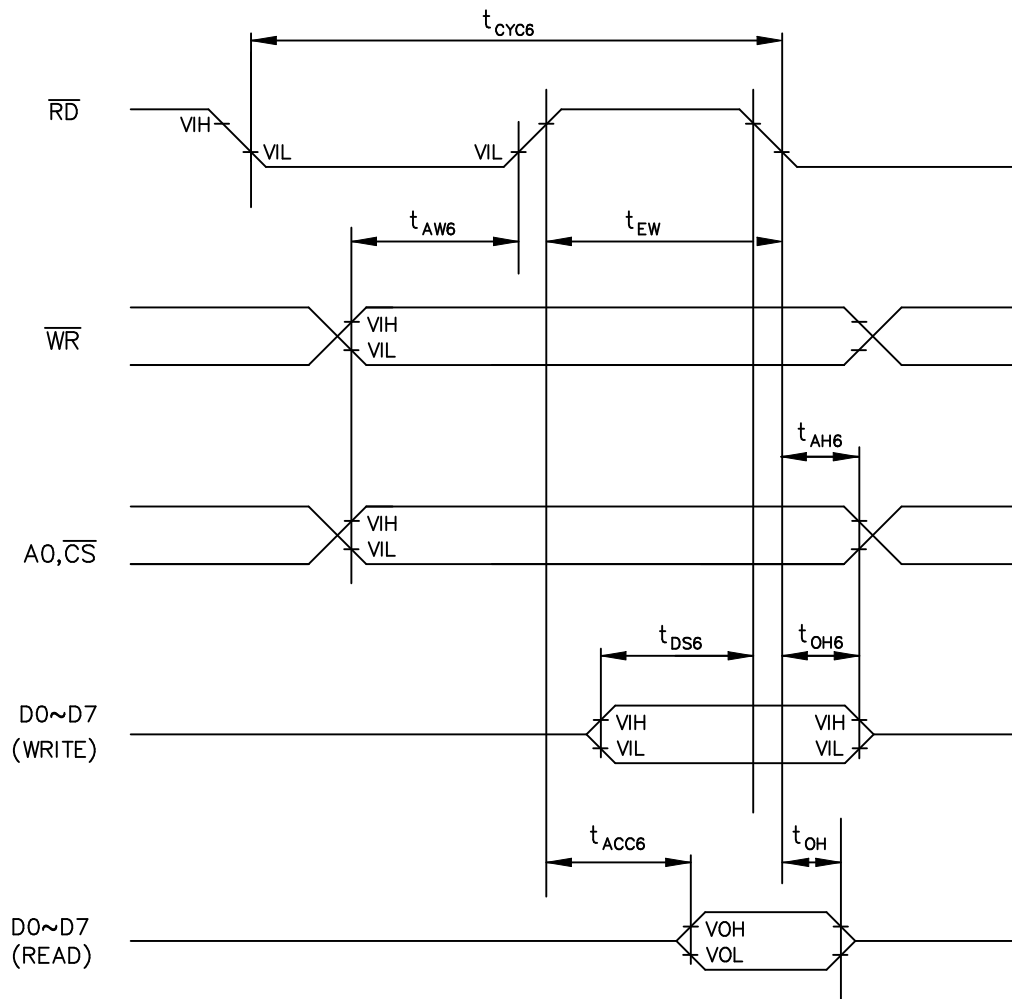 tCYC6
RD
VIH
VIL
VIL
tAW6
tEW
WR
VIH
VIL
tAH6
A0,CS
VIH
VIL
tDS6
tOH6
D0~D7
(WRITE)
VIH
VIL
VIH
VIL
tACC6
tOH
D0~D7
(READ)
VOH
VOL